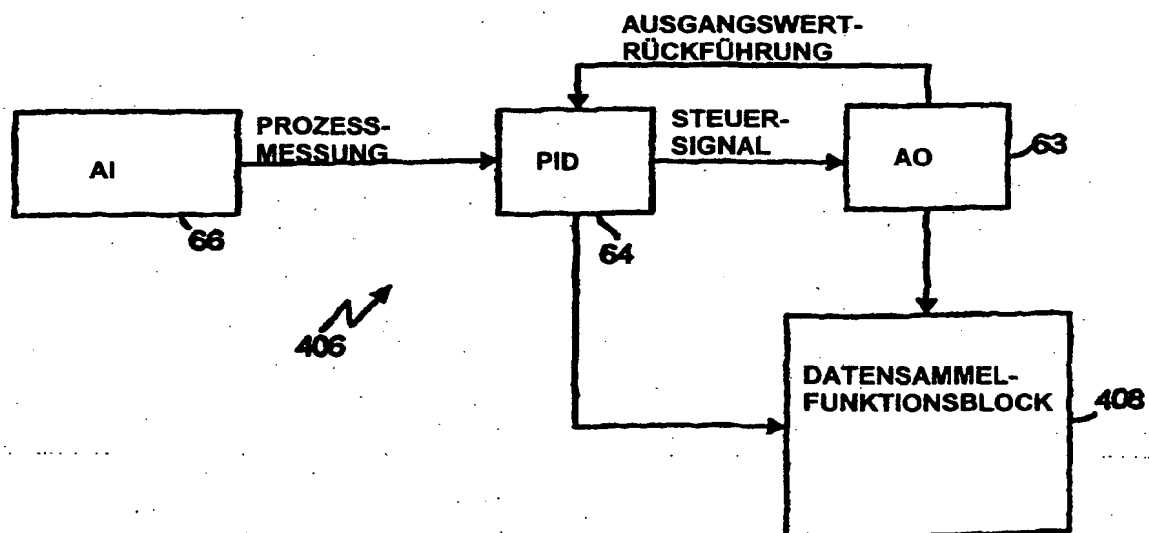 AUSGANGSWERT-
RÜCKFÜHRUNG
AI
PROZESS-
MESSUNG
PID
STEUER-
SIGNAL
AO
63
66
64
406
DATENSAMMEL-
FUNKTIONSBLOCK
408